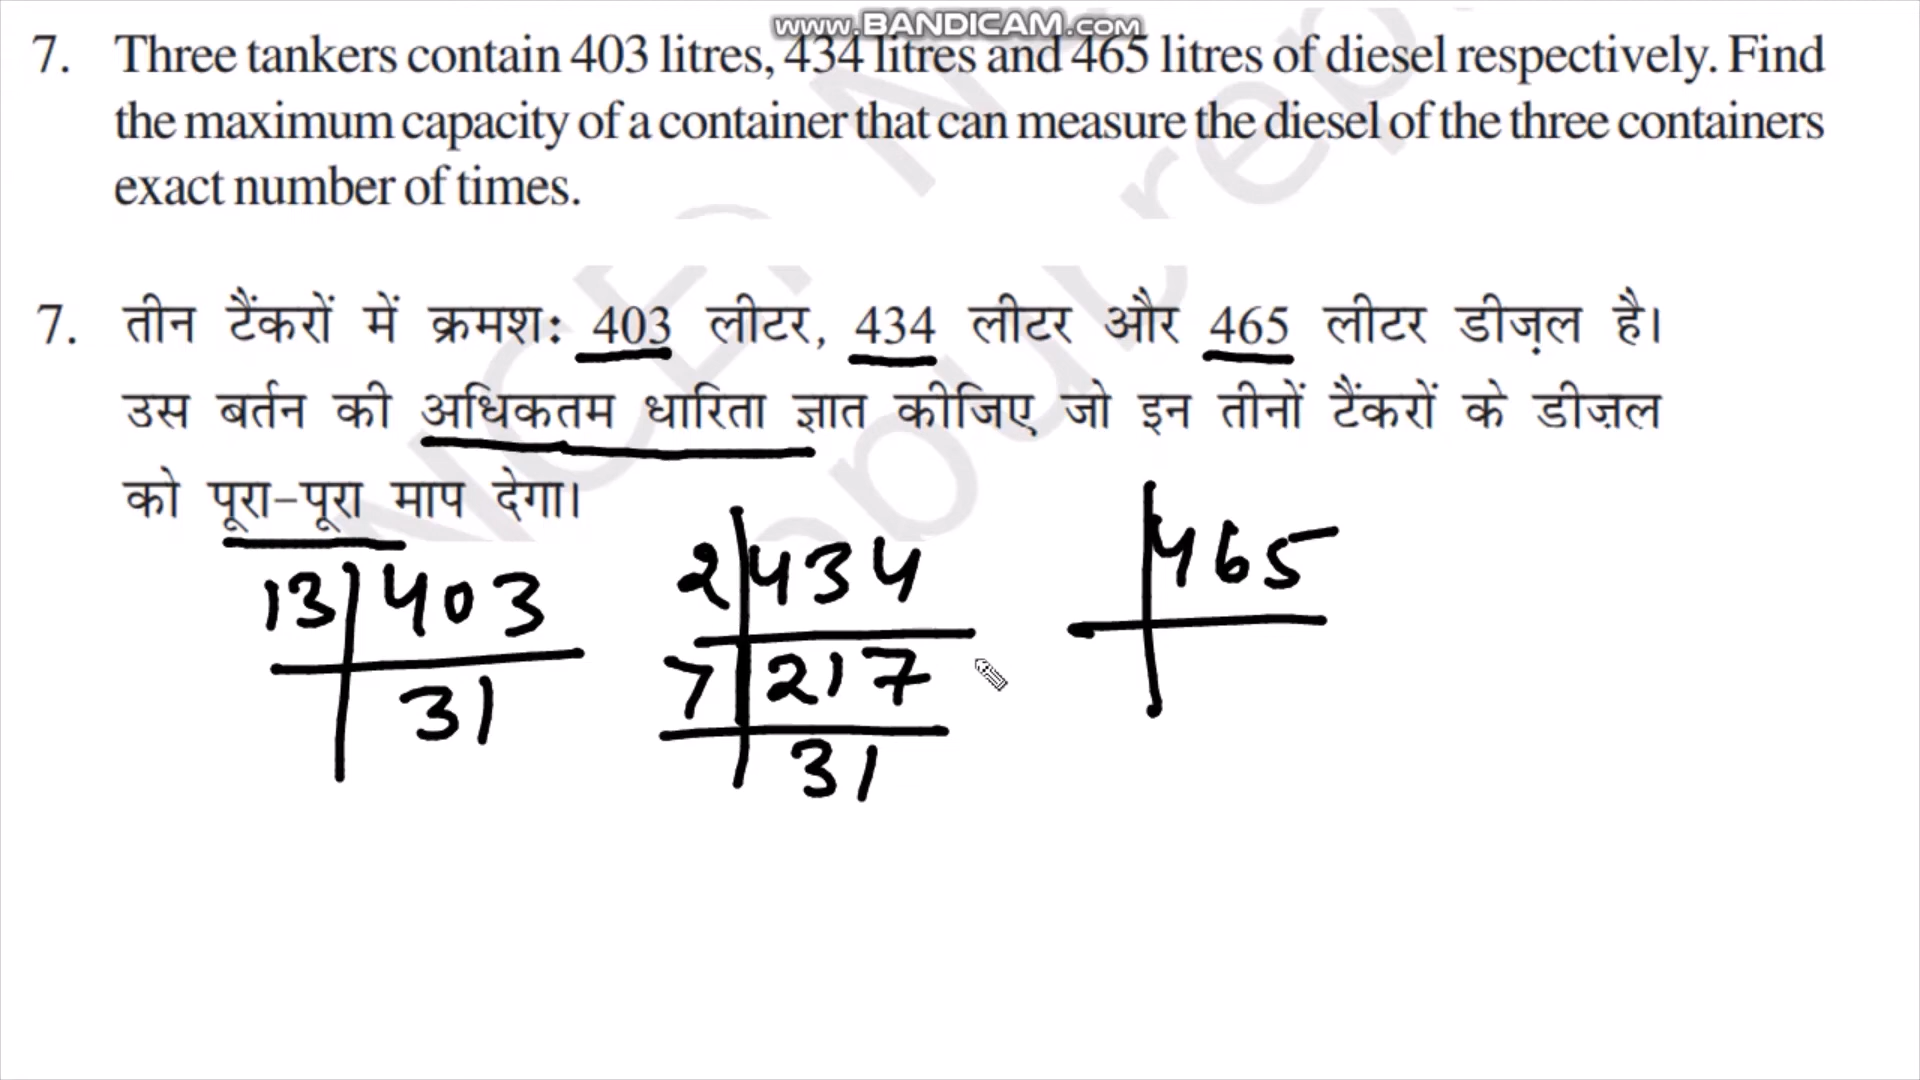 www.BANDICAM.com
7. Three tankers contain 403 litres, 434 litres and 465 litres of diesel respectively. Find
the maximum capacity of a container that can measure the diesel of the three containers
exact number of times.
7. तीन टैंकरों में क्रमशः 403 लीटर, 434 लीटर और 465 लीटर डीज़ल है।
उस बर्तन की अधिकतम धारिता ज्ञात कीजिए जो इन तीनों टैंकरों के डीज़ल
को पूरा-पूरा माप देगा।
13 403
31
2 434
7 217
31
465